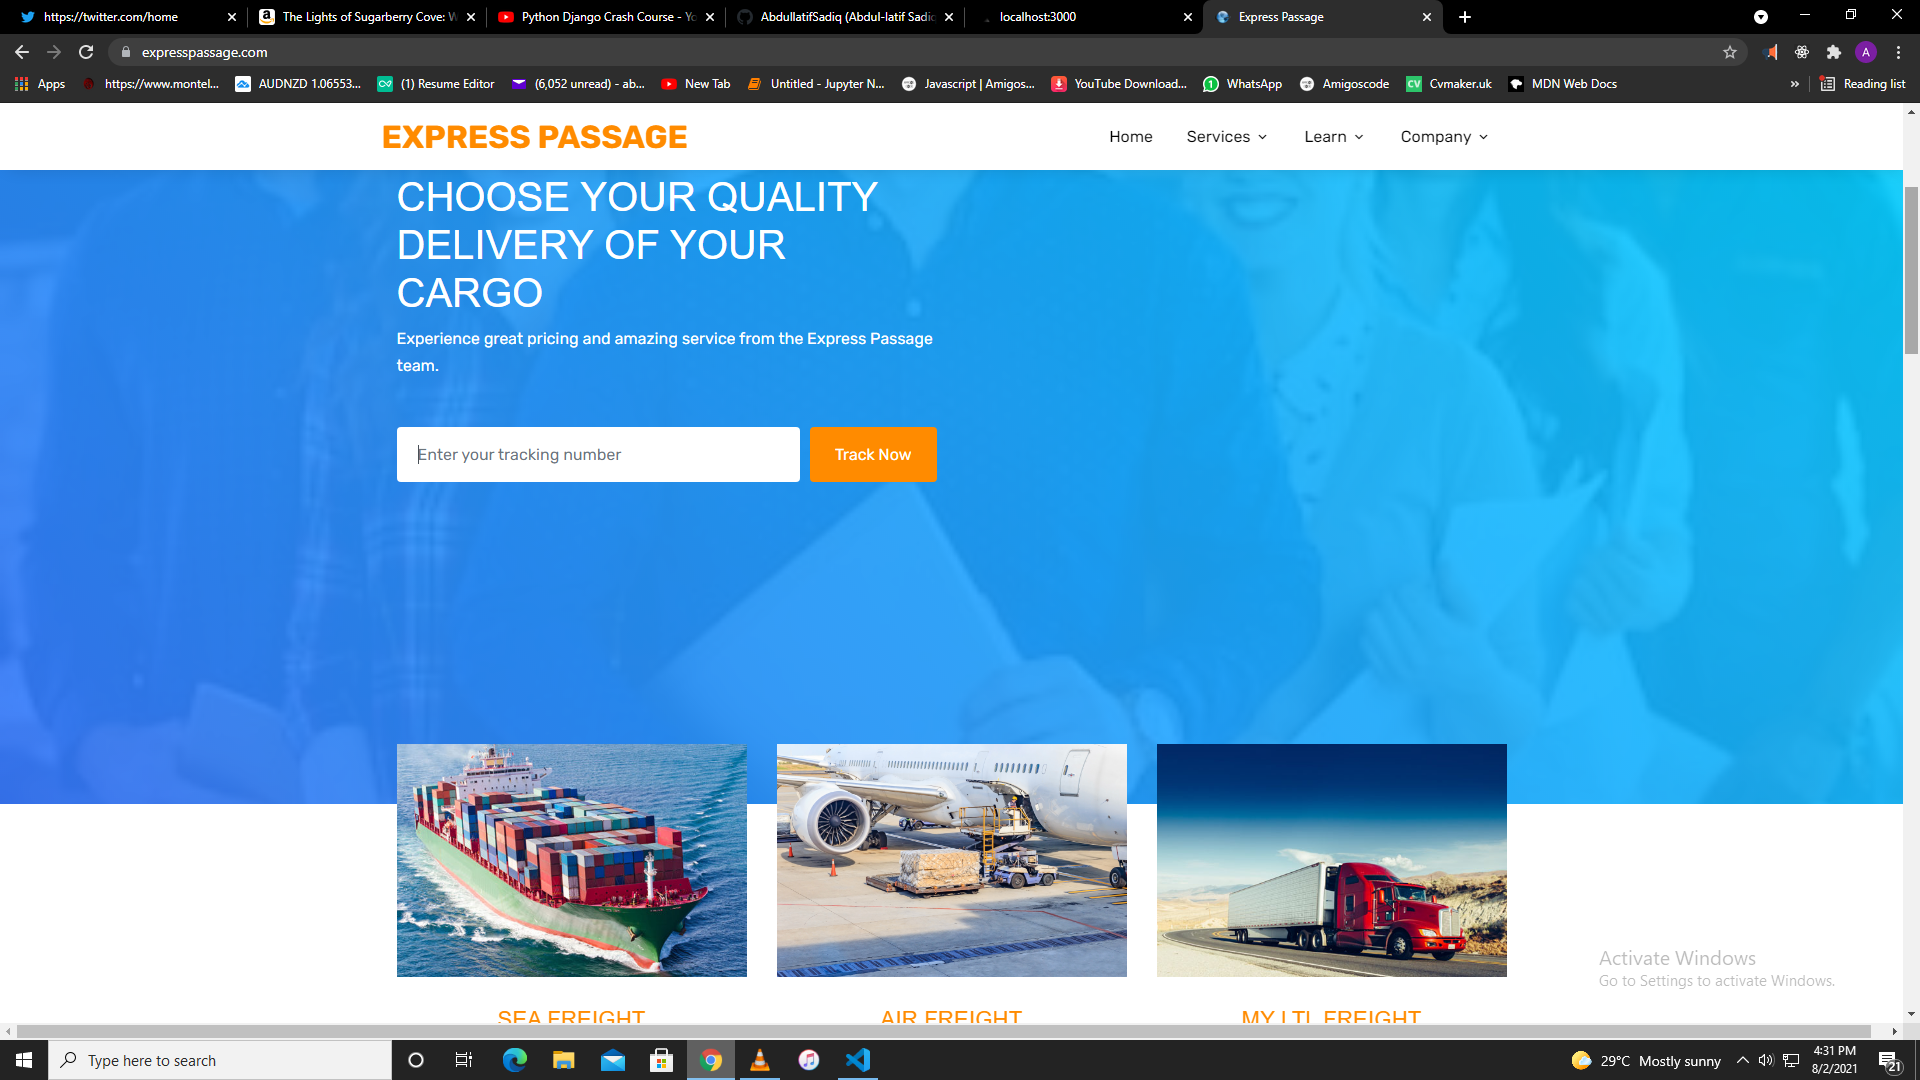 https://twitter.com/home
The Lights of Sugarberry Cove: W
Python Django Crash Course - Yo
AbdullatifSadiq (Abdul-latif Sadiq
localhost:3000
Express Passage
expresspassage.com
A
Apps
https://www.montel...
AUDNZD 1.06553...
(1) Resume Editor
(6,052 unread) - ab...
New Tab
Untitled - Jupyter N...
Javascript | Amigos...
YouTube Download...
WhatsApp
Amigoscode
CV
Cvmaker.uk
MDN Web Docs
»
Reading list
EXPRESS PASSAGE
Home
Services
Learn
Company
CHOOSE YOUR QUALITY
DELIVERY OF YOUR
CARGO
Experience great pricing and amazing service from the Express Passage
team.
Enter your tracking number
Track Now
SEA FREIGHT
AIR FREIGHT
MY LTL FREIGHT
Activate Windows
Go to Settings to activate Windows.
Type here to search
29°C Mostly sunny
4:31 PM
8/2/2021
21